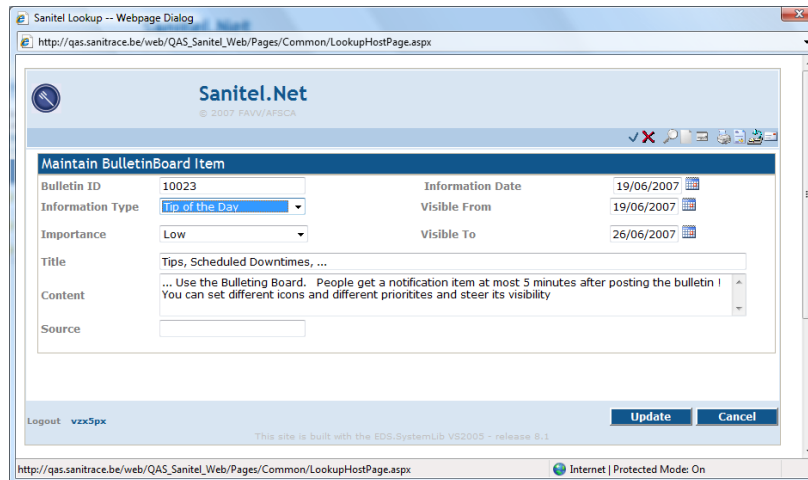 Sanitel Lookup -- Webpage Dialog
http://qas.sanitrace.be/web/QAS_Sanitel_Web/Pages/Common/LookupHostPage.aspx
Sanitel.Net
© 2007 FAVV/AFSCA
Maintain BulletinBoard Item
Bulletin ID 10023 Information Date 19/06/2007
Information Type Tip of the Day Visible From 19/06/2007
Importance Low Visible To 26/06/2007
Title Tips, Scheduled Downtimes, ...
... Use the Bulleting Board. People get a notification item at most 5 minutes after posting the bulletin !
Content You can set different icons and different prioritites and steer its visibility
Source
Update Cancel
Logout vzx5px
This site is built with the EDS.SystemLib VS2005 - release 8.1
http://qas.sanitrace.be/web/QAS_Sanitel_Web/Pages/Common/LookupHostPage.aspx Internet | Protected Mode: On